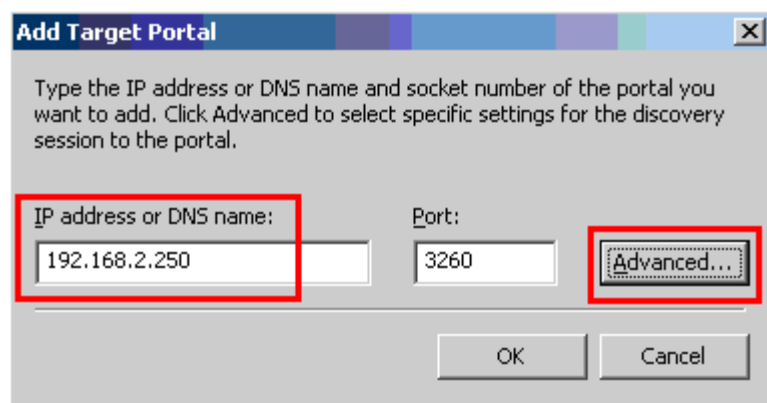 Add Target Portal
Type the IP address or DNS name and socket number of the portal you
want to add. Click Advanced to select specific settings for the discovery
session to the portal.
IP address or DNS name:
Port:
192.168.2.250
3260
Advanced...
OK
Cancel